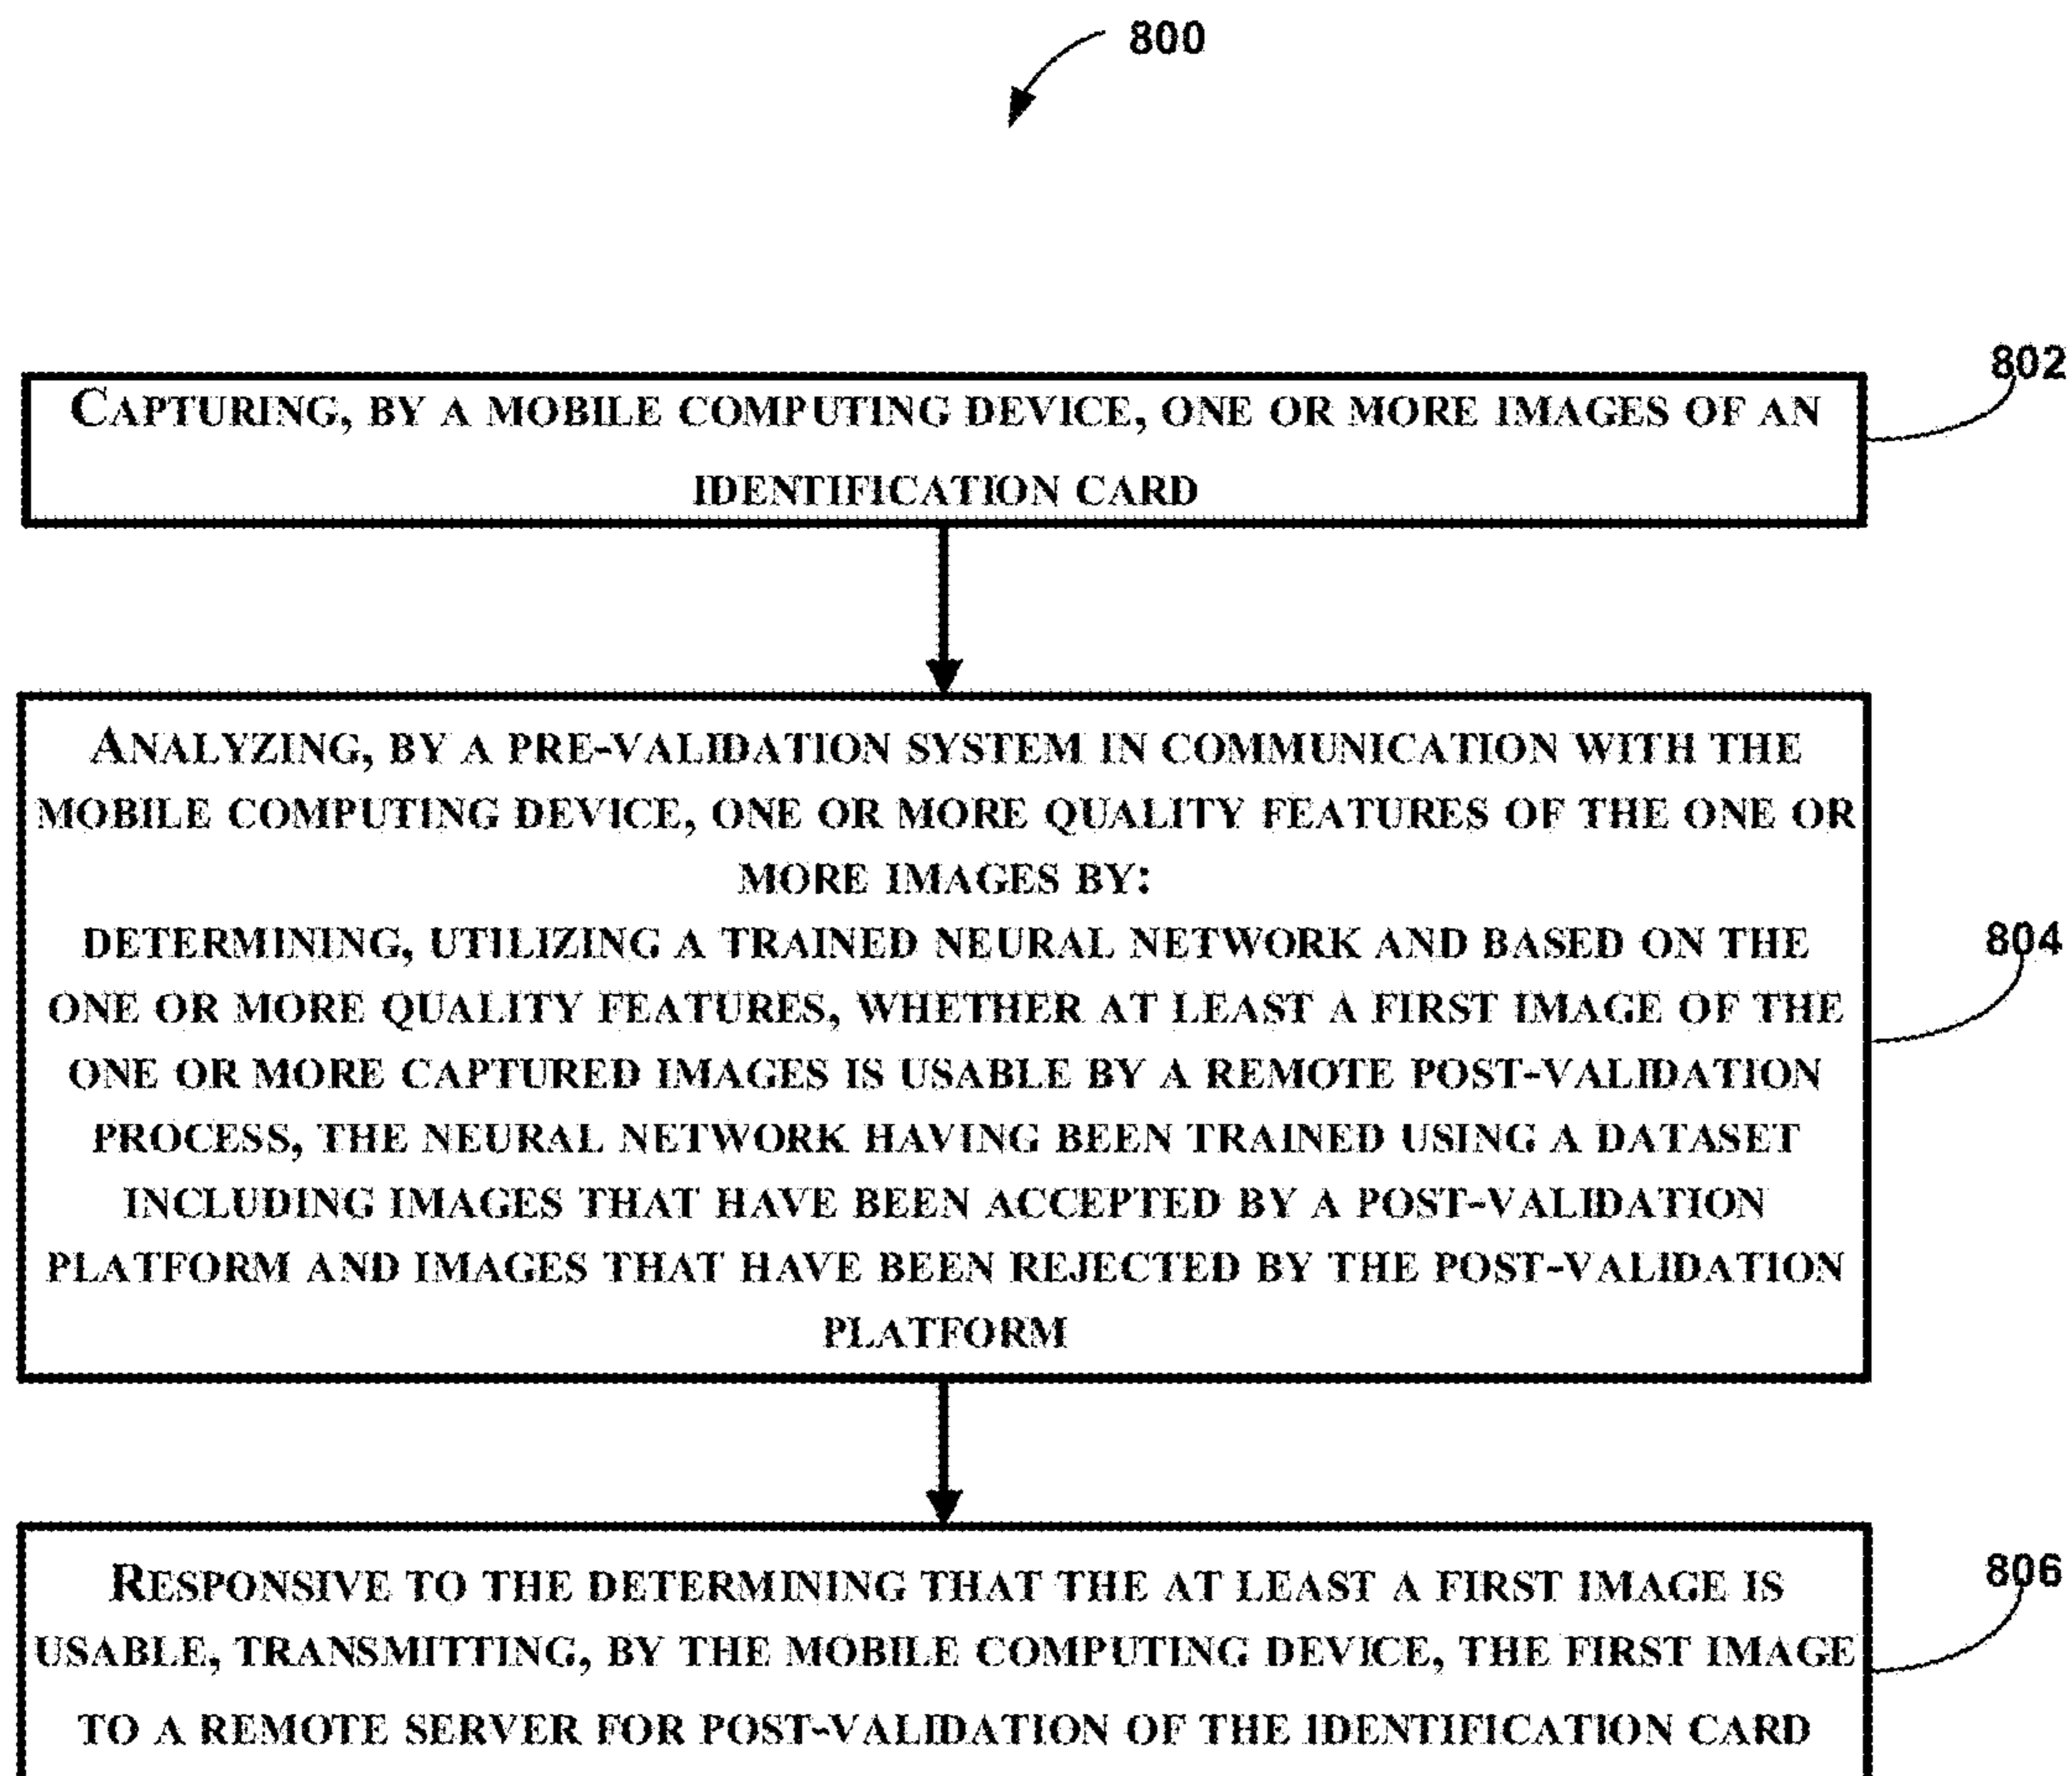 800
802
CAPTURING, BY A MOBILE COMPUTING DEVICE, ONE OR MORE IMAGES OF AN
IDENTIFICATION CARD
ANALYZING, BY A PRE-VALIDATION SYSTEM IN COMMUNICATION WITH THE
MOBILE COMPUTING DEVICE, ONE OR MORE QUALITY FEATURES OF THE ONE OR
MORE IMAGES BY:
DETERMINING, UTILIZING A TRAINED NEURAL NETWORK AND BASED ON THE
804
ONE OR MORE QUALITY FEATURES, WHETHER AT LEAST A FIRST IMAGE OF THE
ONE OR MORE CAPTURED IMAGES IS USABLE BY A REMOTE POST-VALIDATION
PROCESS, THE NEURAL NETWORK HAVING BEEN TRAINED USING A DATASET
INCLUDING IMAGES THAT HAVE BEEN ACCEPTED BY A POST-VALIDATION
PLATFORM AND IMAGES THAT HAVE BEEN REJECTED BY THE POST-VALIDATION
PLATFORM
806
RESPONSIVE TO THE DETERMINING THAT THE AT LEAST A FIRST IMAGE IS
USABLE, TRANSMITTING, BY THE MOBILE COMPUTING DEVICE, THE FIRST IMAGE
TO A REMOTE SERVER FOR POST-VALIDATION OF THE IDENTIFICATION CARD